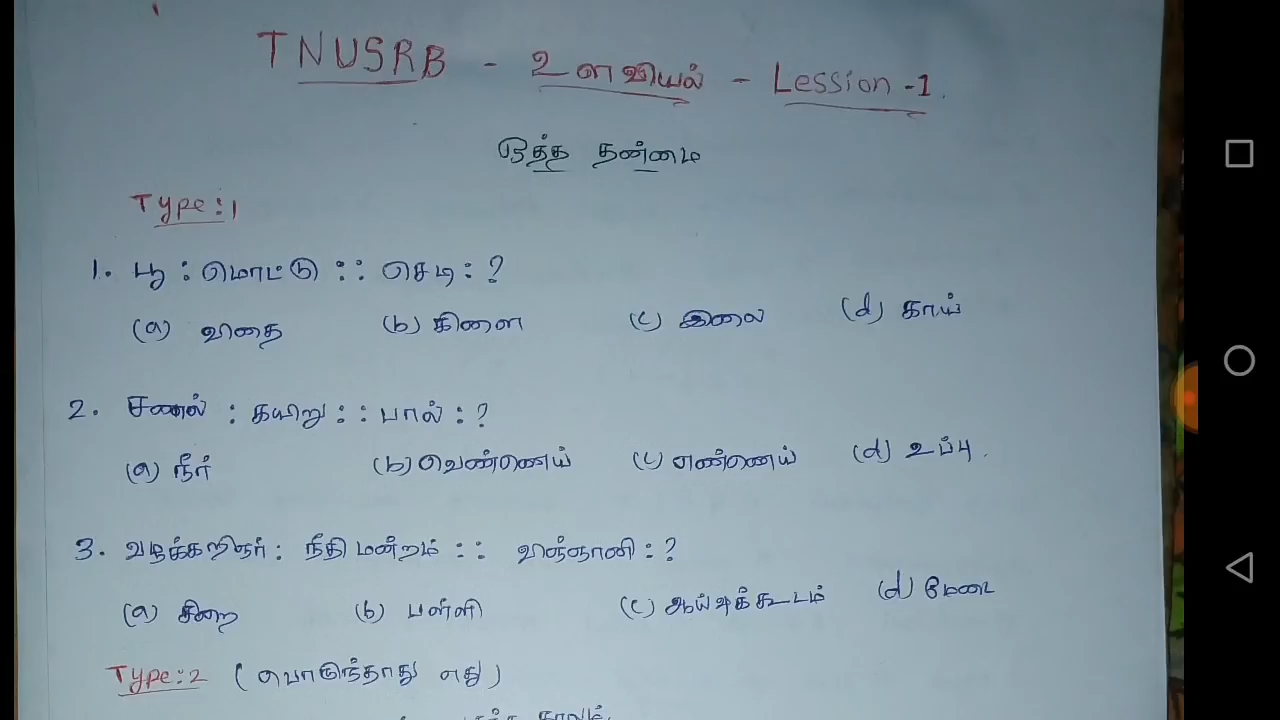 TNUSRB - உளவியல் - Lession -1.
ஒத்த தன்மை
Type:1
1. பூ : மொட்டு :: செடி : ?
(a) விதை (b) கிளை (c) இலை (d) காய்
2. சணல் : கயிறு :: பால் : ?
(a) நீர் (b) வெண்ணெய் (c) எண்ணெய் (d) உப்பு.
3. வழக்கறிஞர் : நீதி மன்றம் :: விஞ்ஞானி : ?
(a) சிறை (b) பள்ளி (c) ஆய்வுக்கூடம் (d) மேடை
Type:2 (பொருந்தாது எது)